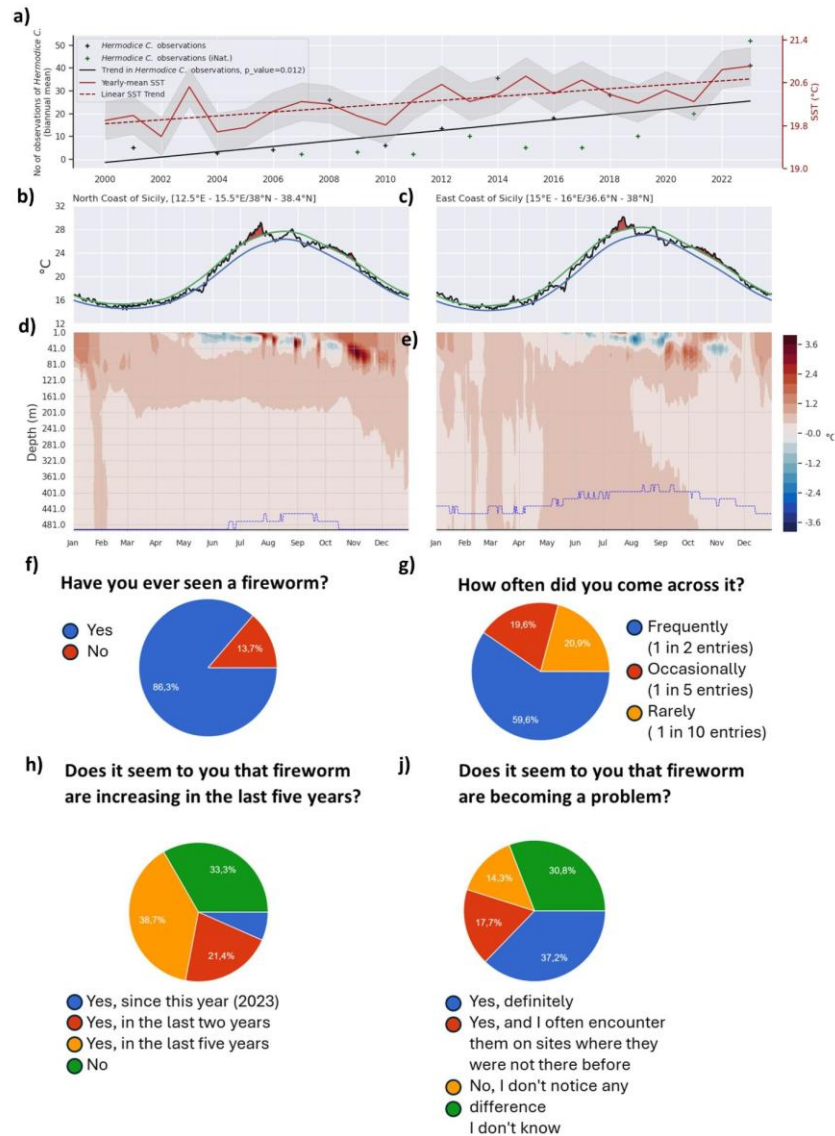 a)
Hermodice C. observations
Hermodice C. observations (iNat.)
Trend in Hermodice C. observations, p_value=0.012)
Yearly-mean SST
Linear SST Trend
No of observations of Hermodice C.
(biannual mean)
50
40
30
20
10
0
21.4
20.6
19.8
19.0
SST (°C)
2000 2002 2004 2006 2008 2010 2012 2014 2016 2018 2020 2022
b) North Coast of Sicily, [12.5°E - 15.5°E/38°N - 38.4°N]
c) East Coast of Sicily [15°E - 16°E/36.6°N - 38°N]
32
28
24
20
16
12
°C
d)
e)
1.0
41.0
81.0
121.0
161.0
201.0
241.0
281.0
321.0
361.0
401.0
441.0
481.0
Depth (m)
3.6
2.4
1.2
-0.0
-1.2
-2.4
-3.6
°C
Jan Feb Mar Apr May Jun Jul Aug Sep Oct Nov Dec
Jan Feb Mar Apr May Jun Jul Aug Sep Oct Nov Dec
f)
Have you ever seen a fireworm?
Yes
No
13,7%
86,3%
g)
How often did you come across it?
19,6%
20,9%
59,6%
Frequently
(1 in 2 entries)
Occasionally
(1 in 5 entries)
Rarely
( 1 in 10 entries)
h)
Does it seem to you that fireworm
are increasing in the last five years?
33,3%
38,7%
21,4%
Yes, since this year (2023)
Yes, in the last two years
Yes, in the last five years
No
j)
Does it seem to you that fireworm
are becoming a problem?
14,3%
30,8%
17,7%
37,2%
Yes, definitely
Yes, and I often encounter
them on sites where they
were not there before
No, I don't notice any
difference
I don't know